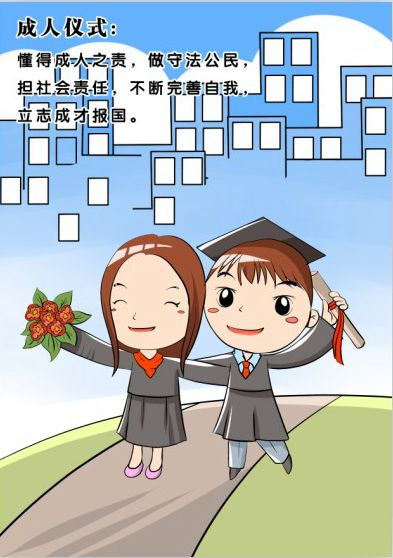 成人仪式：
懂得成人之责，做守法公民，
担社会责任，不断完善自我，
立志成才报国。